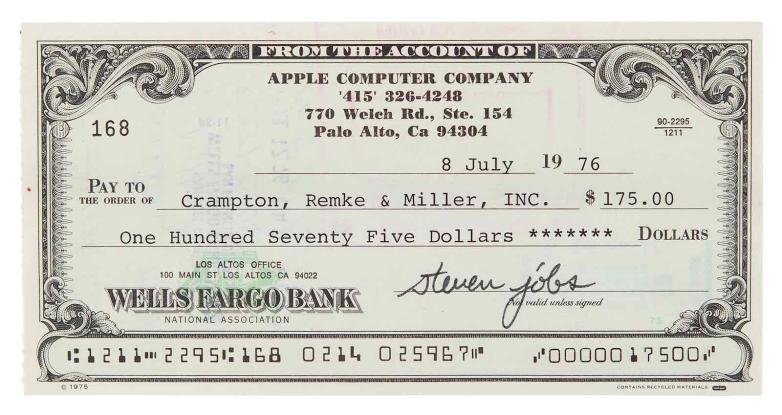 FROM THE ACCOUNT OF
APPLE COMPUTER COMPANY
'415' 326-4248
770 Welch Rd., Ste. 154
Palo Alto, Ca 94304
168
90-2295
1211
8 July 19 76
PAY TO
THE ORDER OF Crampton, Remke & Miller, INC. $ 175.00
One Hundred Seventy Five Dollars ******* DOLLARS
LOS ALTOS OFFICE
100 MAIN ST LOS ALTOS CA 94022
WELLS FARGO BANK
NATIONAL ASSOCIATION
steven jobs
Not valid unless signed
75
⑆1211⑉2295⑆168 0214 025967⑈ ⑇0000017500⑇
© 1975
CONTAINS RECYCLED MATERIALS